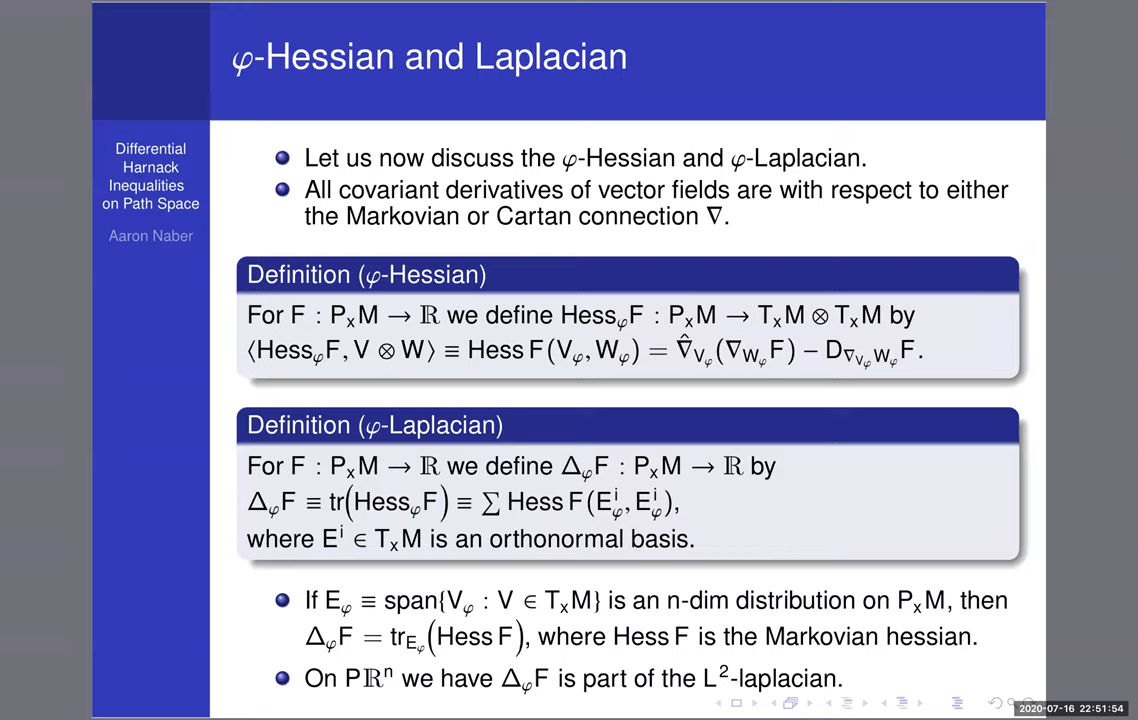 φ-Hessian and Laplacian
Differential
Harnack
Inequalities
on Path Space
Aaron Naber
Let us now discuss the φ-Hessian and φ-Laplacian.
All covariant derivatives of vector fields are with respect to either
the Markovian or Cartan connection ∇.
Definition (φ-Hessian)
For F : PₓM → ℝ we define Hess_φF : PₓM → TₓM ⊗ TₓM by
⟨Hess_φF, V ⊗ W⟩ ≡ Hess F(V_φ, W_φ) = ∇̂_{V_φ}(∇_{W_φ}F) − D_{∇_{V_φ}W_φ}F.
Definition (φ-Laplacian)
For F : PₓM → ℝ we define Δ_φF : PₓM → ℝ by
Δ_φF ≡ tr(Hess_φF) ≡ ∑ Hess F(E^i_φ, E^i_φ),
where E^i ∈ TₓM is an orthonormal basis.
If E_φ ≡ span{V_φ : V ∈ TₓM} is an n-dim distribution on PₓM, then
Δ_φF = tr_{E_φ}(Hess F), where Hess F is the Markovian hessian.
On Pℝⁿ we have Δ_φF is part of the L²-laplacian.
2020-07-16 22:51:54